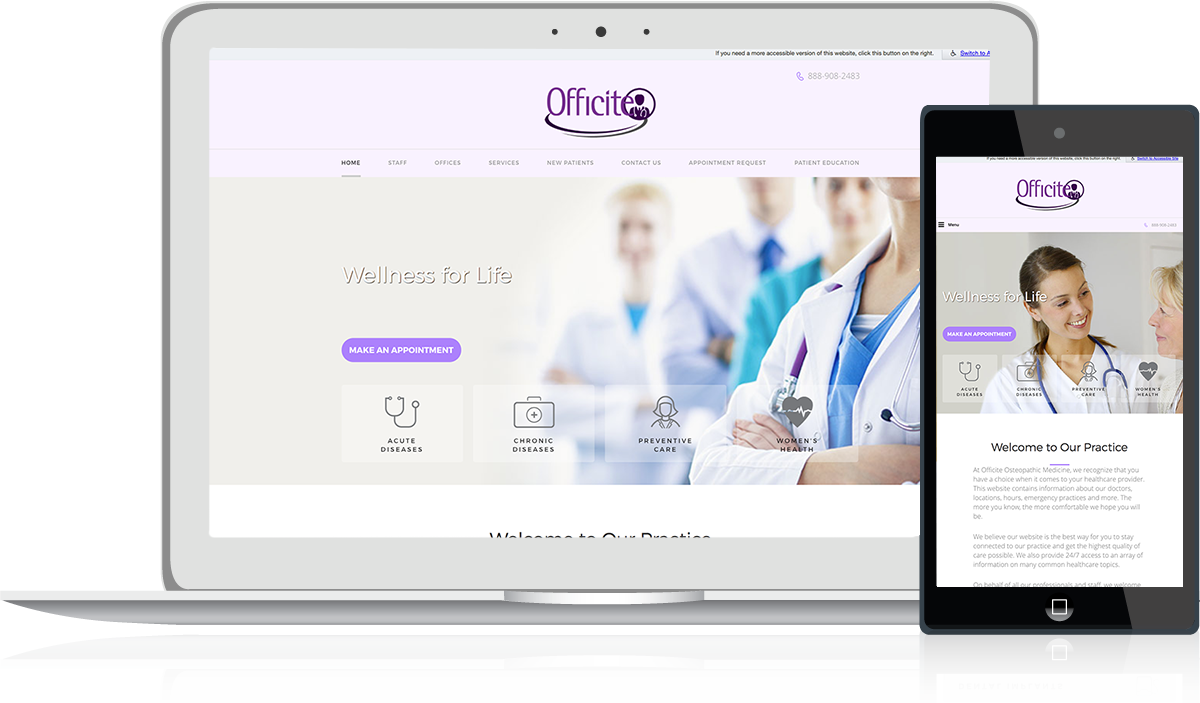 If you need a more accessible version of this website, click this button on the right.
Switch to A
888-908-2483
Officite
HOME STAFF OFFICES SERVICES NEW PATIENTS CONTACT US APPOINTMENT REQUEST PATIENT EDUCATION
Wellness for Life
MAKE AN APPOINTMENT
ACUTE
DISEASES
CHRONIC
DISEASES
PREVENTIVE
CARE
WOMEN'S
HEALTH
Welcome to Our Practice
If you need a more accessible version of this website, click this button on the right.
Switch to Accessible Site
Officite
Menu
888-908-2483
Wellness for Life
MAKE AN APPOINTMENT
ACUTE
DISEASES
CHRONIC
DISEASES
PREVENTIVE
CARE
WOMEN'S
HEALTH
Welcome to Our Practice
At Officite Osteopathic Medicine, we recognize that you
have a choice when it comes to your healthcare provider.
This website contains information about our doctors,
locations, hours, emergency practices and more. The
more you know, the more comfortable we hope you will
be.
We believe our website is the best way for you to stay
connected to our practice and get the highest quality of
care possible. We also provide 24/7 access to an array of
information on many common healthcare topics.
On behalf of all our professionals and staff, we welcome